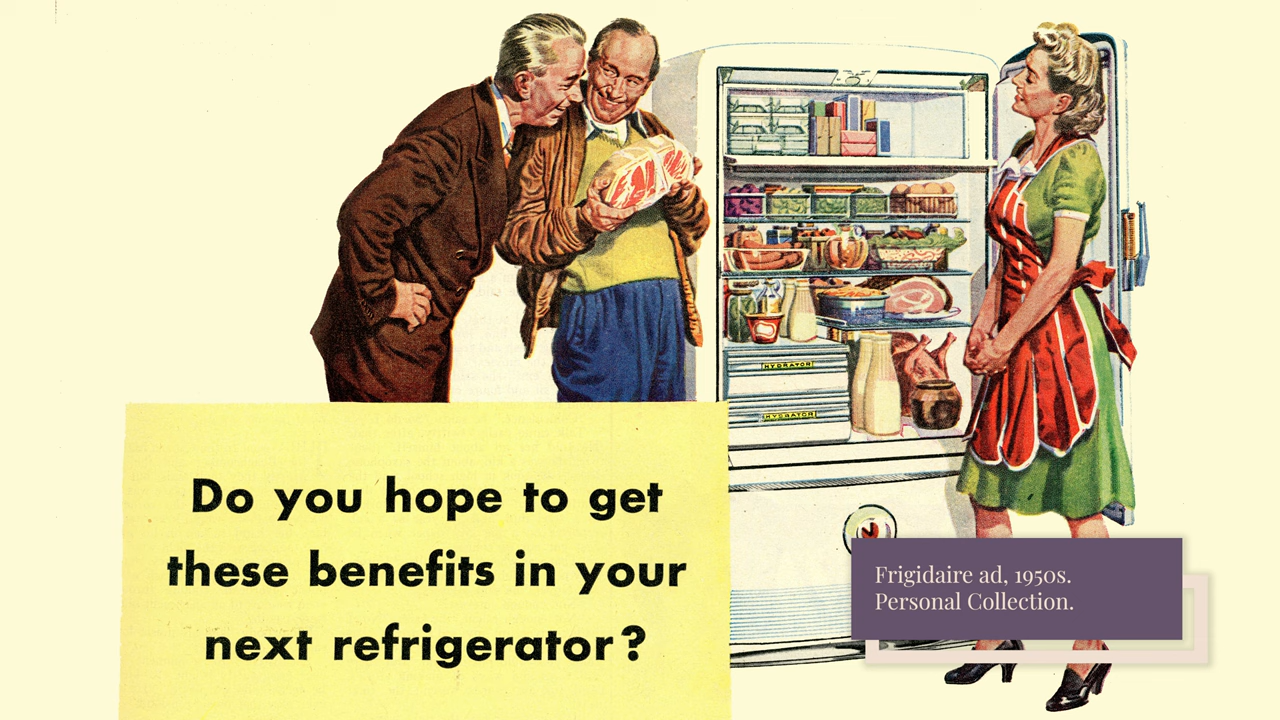 HYDRATOR
HYDRATOR
Do you hope to get
these benefits in your
next refrigerator?
Frigidaire ad, 1950s.
Personal Collection.